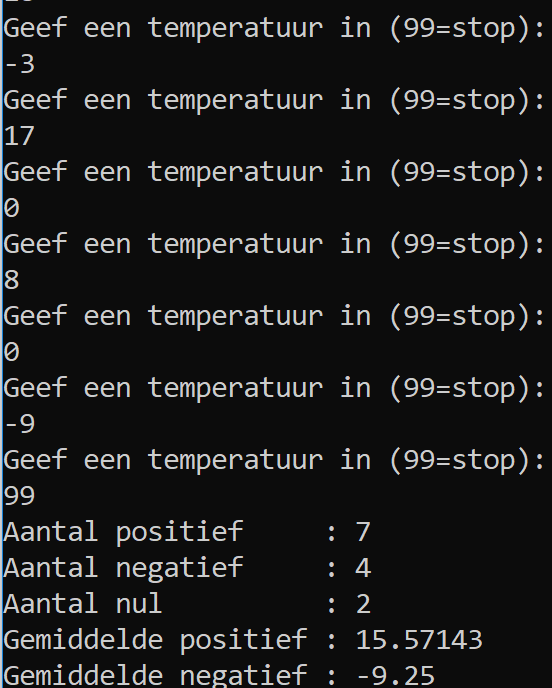 Geef een temperatuur in (99=stop):
-3
Geef een temperatuur in (99=stop):
17
Geef een temperatuur in (99=stop):
0
Geef een temperatuur in (99=stop):
8
Geef een temperatuur in (99=stop):
0
Geef een temperatuur in (99=stop):
-9
Geef een temperatuur in (99=stop):
99
Aantal positief     : 7
Aantal negatief     : 4
Aantal nul          : 2
Gemiddelde positief : 15.57143
Gemiddelde negatief : -9.25